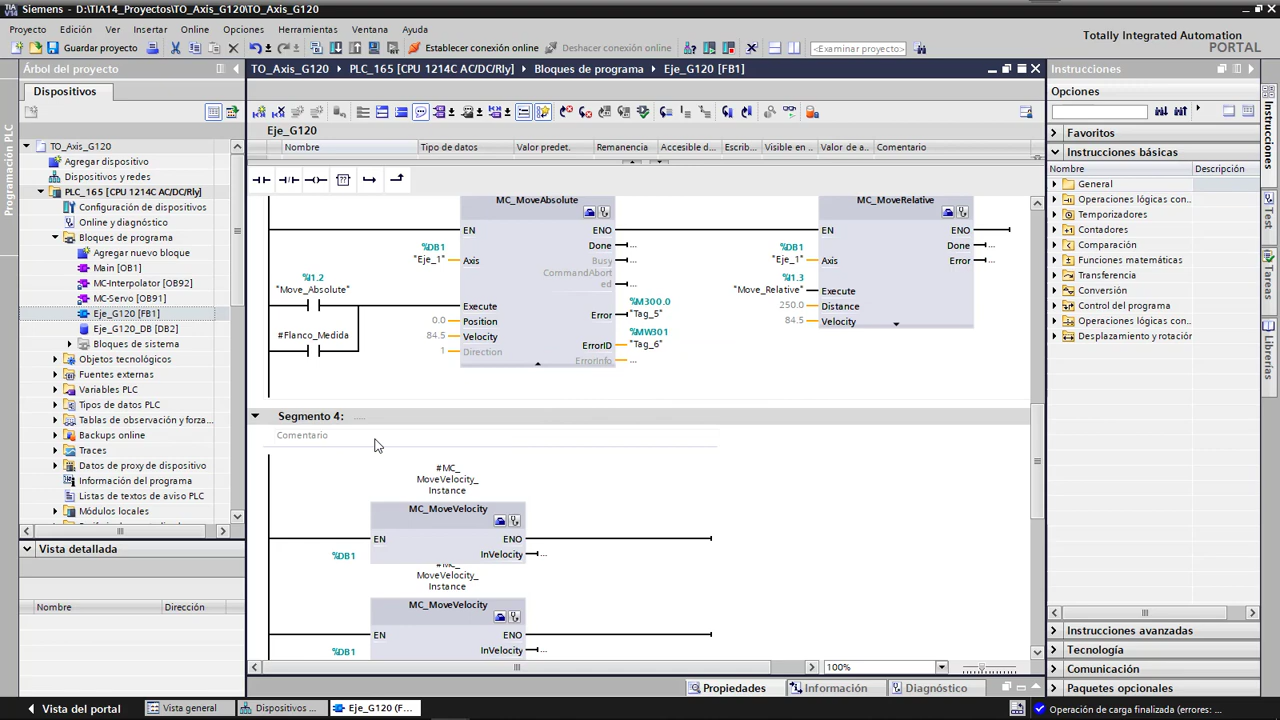 Siemens - D:\TIA14_Proyectos\TO_Axis_G120\TO_Axis_G120
Proyecto Edición Ver Insertar Online Opciones Herramientas Ventana Ayuda
Totally Integrated Automation
PORTAL
Guardar proyecto Establecer conexión online Deshacer conexión online <Examinar proyecto>
Árbol del proyecto
TO_Axis_G120 PLC_165 [CPU 1214C AC/DC/Rly] Bloques de programa Eje_G120 [FB1]
Instrucciones
Dispositivos
Opciones
Programación PLC
TO_Axis_G120
Agregar dispositivo
Dispositivos y redes
PLC_165 [CPU 1214C AC/DC/Rly]
Configuración de dispositivos
Online y diagnóstico
Bloques de programa
Agregar nuevo bloque
Main [OB1]
MC-Interpolator [OB92]
MC-Servo [OB91]
Eje_G120 [FB1]
Eje_G120_DB [DB2]
Bloques de sistema
Objetos tecnológicos
Fuentes externas
Variables PLC
Tipos de datos PLC
Tablas de observación y forza...
Backups online
Traces
Datos de proxy de dispositivo
Información del programa
Listas de textos de aviso PLC
Módulos locales
Vista detallada
Nombre Dirección
Eje_G120
Nombre Tipo de datos Valor predet. Remanencia Accesible d... Escrib... Visible en .. Valor de a.. Comentario
MC_MoveAbsolute
EN ENO
Done ...
%DB1
"Eje_1" Axis
Busy ...
CommandAbort
ed ...
%I1.2
"Move_Absolute"
Execute
%M300.0
Error "Tag_5"
0.0 Position
#Flanco_Medida
84.5 Velocity
%MW301
ErrorID "Tag_6"
1 Direction
ErrorInfo ...
MC_MoveRelative
EN ENO
Done ...
%DB1
"Eje_1" Axis
Error ...
%I1.3
"Move_Relative" Execute
250.0 Distance
84.5 Velocity
Segmento 4: .....
Comentario
#MC_
MoveVelocity_
Instance
MC_MoveVelocity
EN ENO
%DB1 InVelocity ...
#MC_
MoveVelocity_
Instance
MC_MoveVelocity
EN ENO
%DB1 InVelocity ...
100%
Propiedades Información Diagnóstico
Favoritos
Instrucciones básicas
Nombre Descripción
General
Operaciones lógicas con...
Temporizadores
Contadores
Comparación
Funciones matemáticas
Transferencia
Conversión
Control del programa
Operaciones lógicas con...
Desplazamiento y rotación
Instrucciones avanzadas
Tecnología
Comunicación
Paquetes opcionales
Instrucciones
Test
Tareas
Librerías
Vista del portal Vista general Dispositivos ... Eje_G120 (F...
Operación de carga finalizada (errores: ...